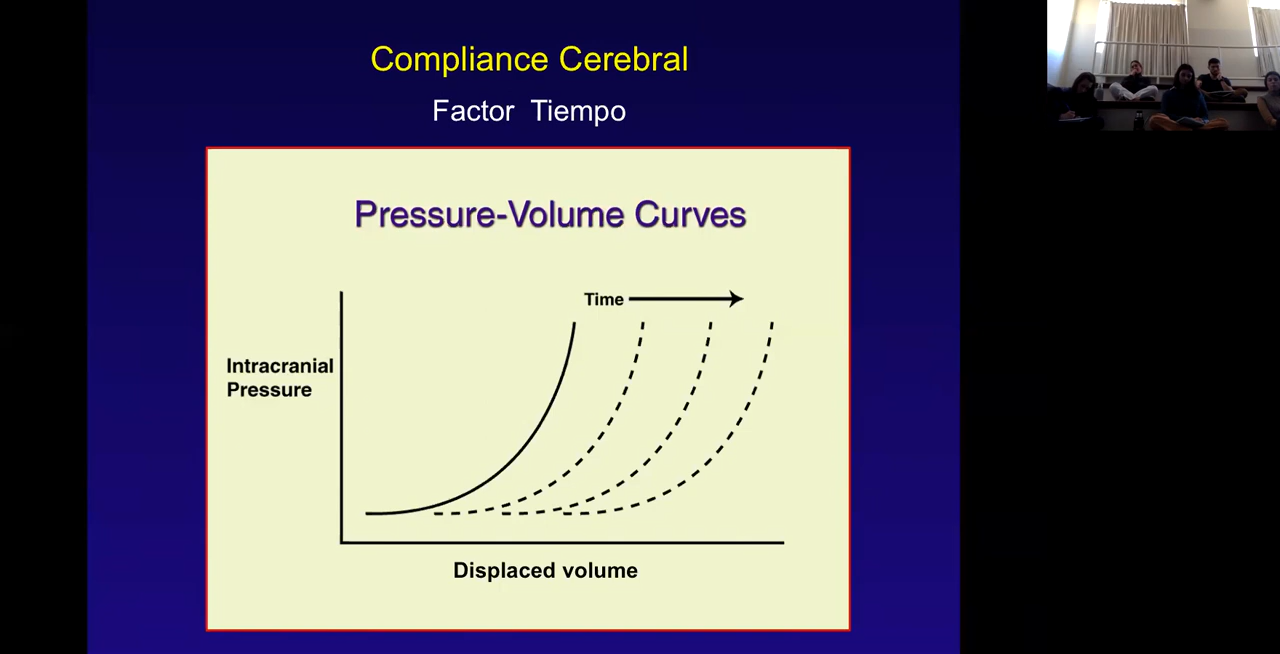 Compliance Cerebral
Factor Tiempo
Pressure-Volume Curves
Time
Intracranial
Pressure
Displaced volume